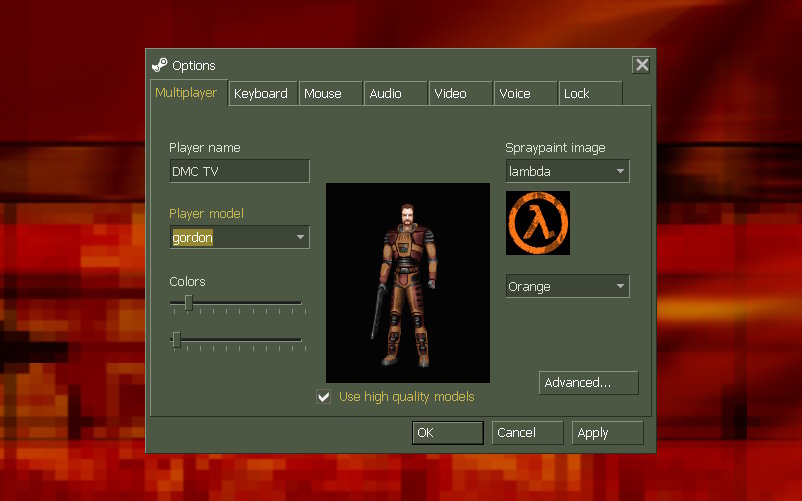 Options
Multiplayer
Keyboard
Mouse
Audio
Video
Voice
Lock
Player name
DMC TV
Player model
gordon
Colors
Use high quality models
Spraypaint image
lambda
λ
Orange
Advanced...
OK
Cancel
Apply